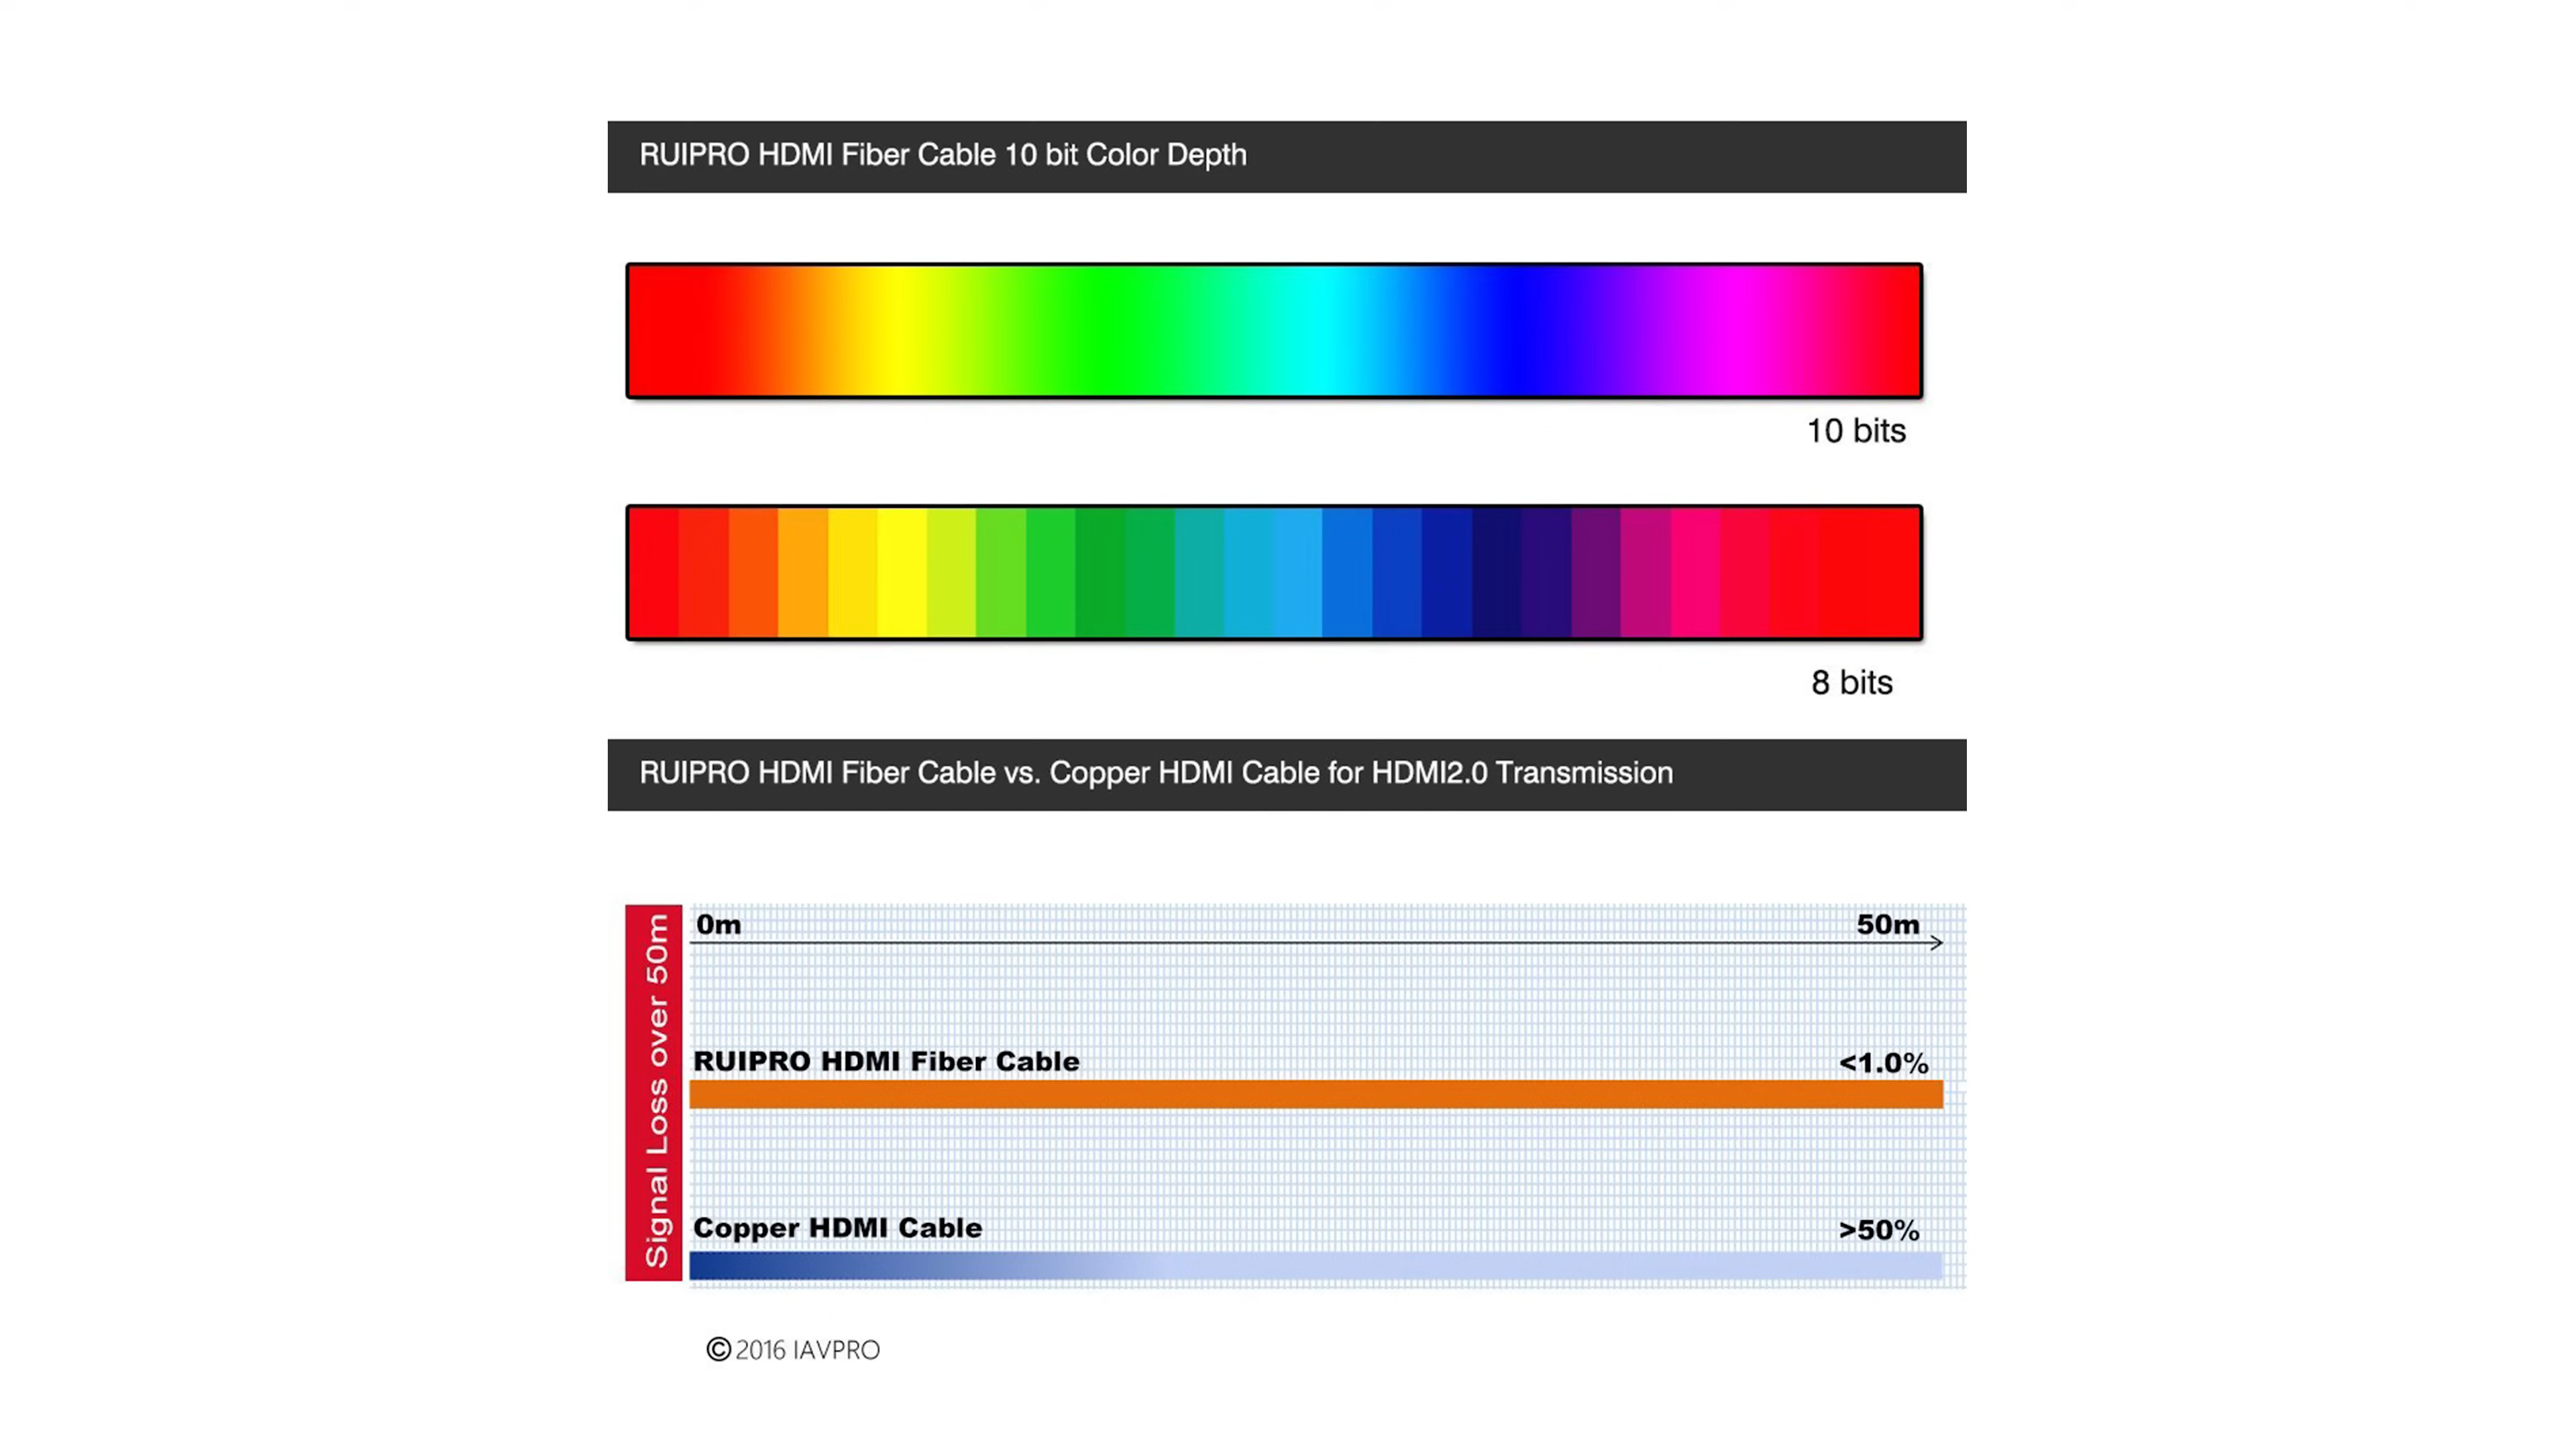 RUIPRO HDMI Fiber Cable 10 bit Color Depth
10 bits
8 bits
RUIPRO HDMI Fiber Cable vs. Copper HDMI Cable for HDMI2.0 Transmission
Signal Loss over 50m
0m 50m
RUIPRO HDMI Fiber Cable <1.0%
Copper HDMI Cable >50%
© 2016 IAVPRO